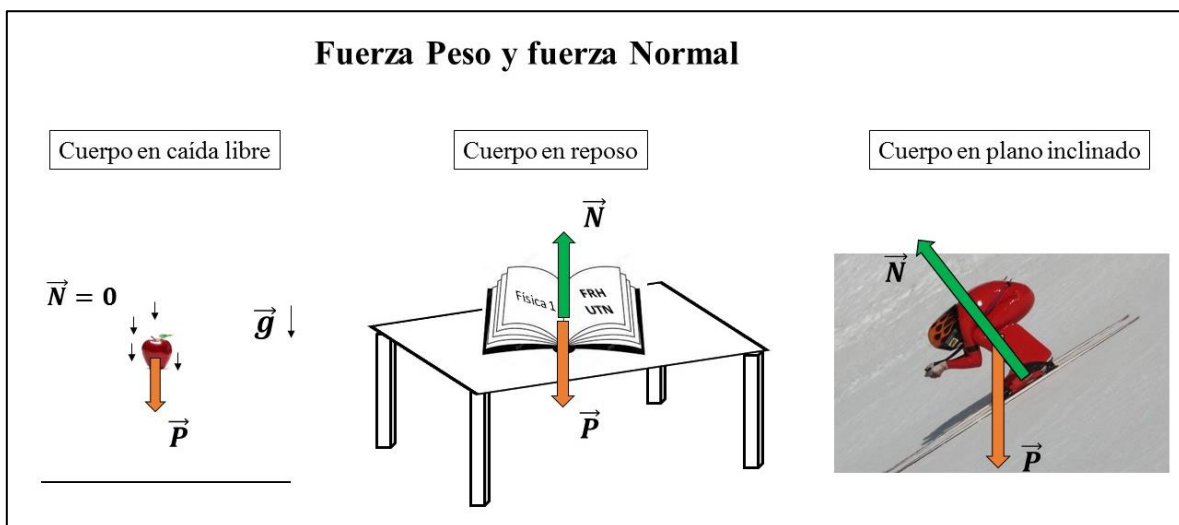 Fuerza Peso y fuerza Normal
Cuerpo en caída libre
Cuerpo en reposo
Cuerpo en plano inclinado
N⃗ = 0
g⃗
P⃗
N⃗
Física 1
FRH
UTN
P⃗
N⃗
P⃗